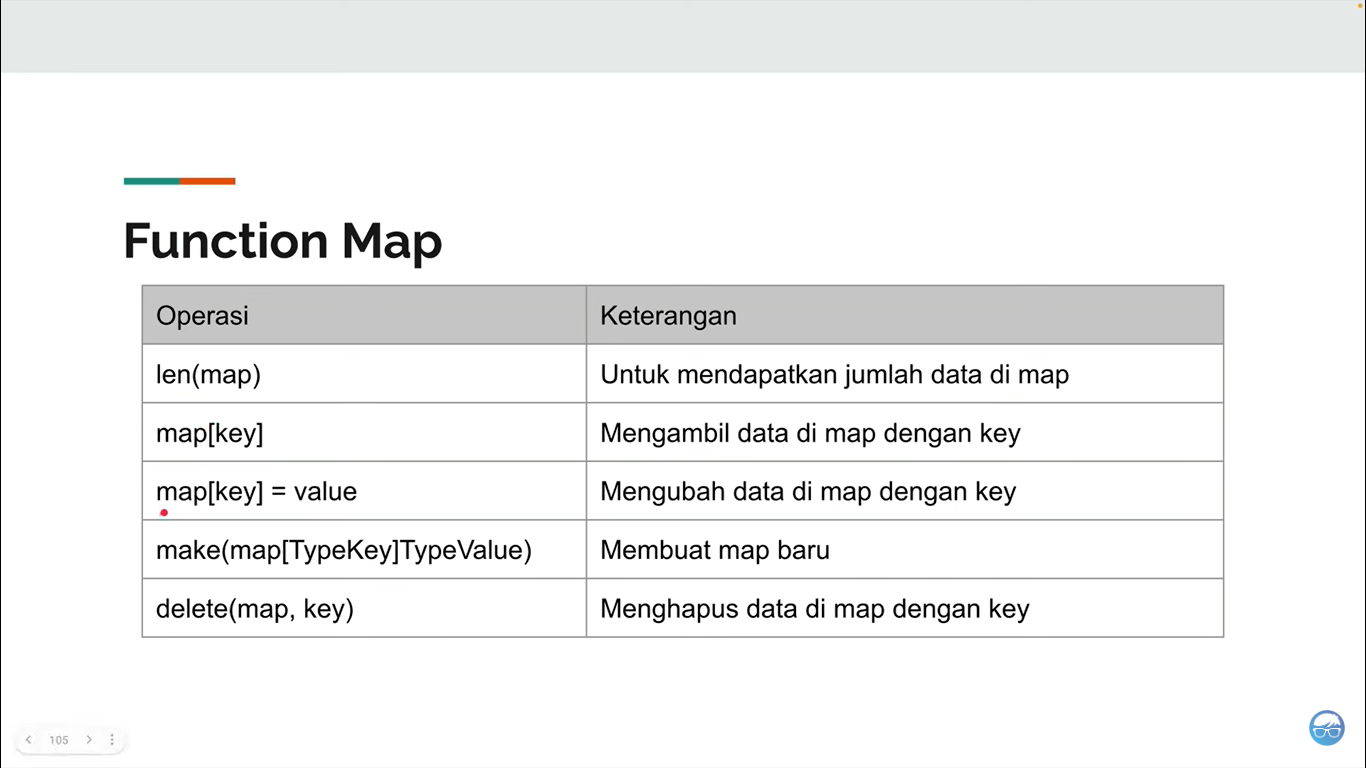 Function Map
Operasi Keterangan
len(map) Untuk mendapatkan jumlah data di map
map[key] Mengambil data di map dengan key
map[key] = value Mengubah data di map dengan key
make(map[TypeKey]TypeValue) Membuat map baru
delete(map, key) Menghapus data di map dengan key
105